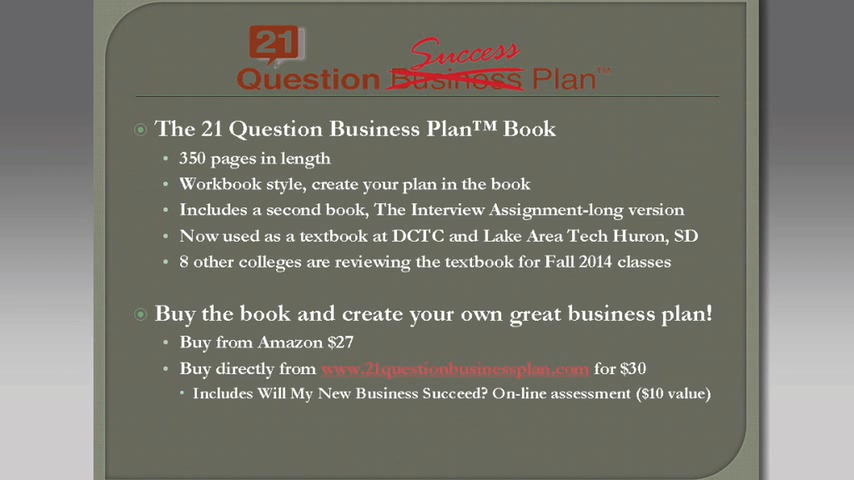 21
Success
Question Business Plan™
The 21 Question Business Plan™ Book
350 pages in length
Workbook style, create your plan in the book
Includes a second book, The Interview Assignment-long version
Now used as a textbook at DCTC and Lake Area Tech Huron, SD
8 other colleges are reviewing the textbook for Fall 2014 classes
Buy the book and create your own great business plan!
Buy from Amazon $27
Buy directly from www.21questionbusinessplan.com for $30
Includes Will My New Business Succeed? On-line assessment ($10 value)